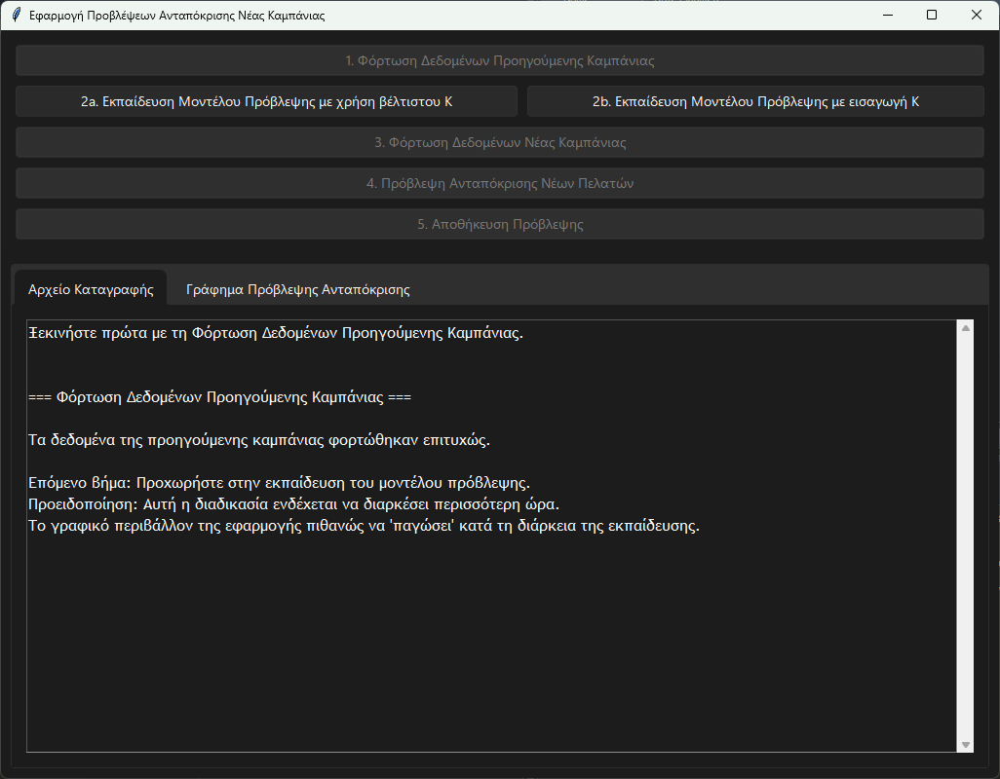 Εφαρμογή Προβλέψεων Ανταπόκρισης Νέας Καμπάνιας
1. Φόρτωση Δεδομένων Προηγούμενης Καμπάνιας
2a. Εκπαίδευση Μοντέλου Πρόβλεψης με χρήση βέλτιστου Κ
2b. Εκπαίδευση Μοντέλου Πρόβλεψης με εισαγωγή Κ
3. Φόρτωση Δεδομένων Νέας Καμπάνιας
4. Πρόβλεψη Ανταπόκρισης Νέων Πελατών
5. Αποθήκευση Πρόβλεψης
Αρχείο Καταγραφής
Γράφημα Πρόβλεψης Ανταπόκρισης
Ξεκινήστε πρώτα με τη Φόρτωση Δεδομένων Προηγούμενης Καμπάνιας.
=== Φόρτωση Δεδομένων Προηγούμενης Καμπάνιας ===
Τα δεδομένα της προηγούμενης καμπάνιας φορτώθηκαν επιτυχώς.
Επόμενο βήμα: Προχωρήστε στην εκπαίδευση του μοντέλου πρόβλεψης.
Προειδοποίηση: Αυτή η διαδικασία ενδέχεται να διαρκέσει περισσότερη ώρα.
Το γραφικό περιβάλλον της εφαρμογής πιθανώς να 'παγώσει' κατά τη διάρκεια της εκπαίδευσης.